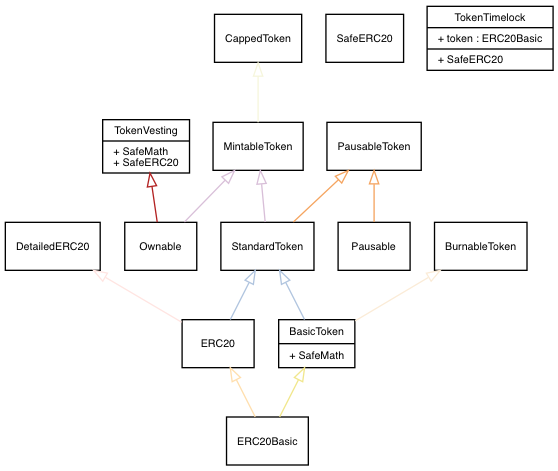 CappedToken
SafeERC20
TokenTimelock
+ token : ERC20Basic
+ SafeERC20
TokenVesting
+ SafeMath
+ SafeERC20
MintableToken
PausableToken
DetailedERC20
Ownable
StandardToken
Pausable
BurnableToken
ERC20
BasicToken
+ SafeMath
ERC20Basic